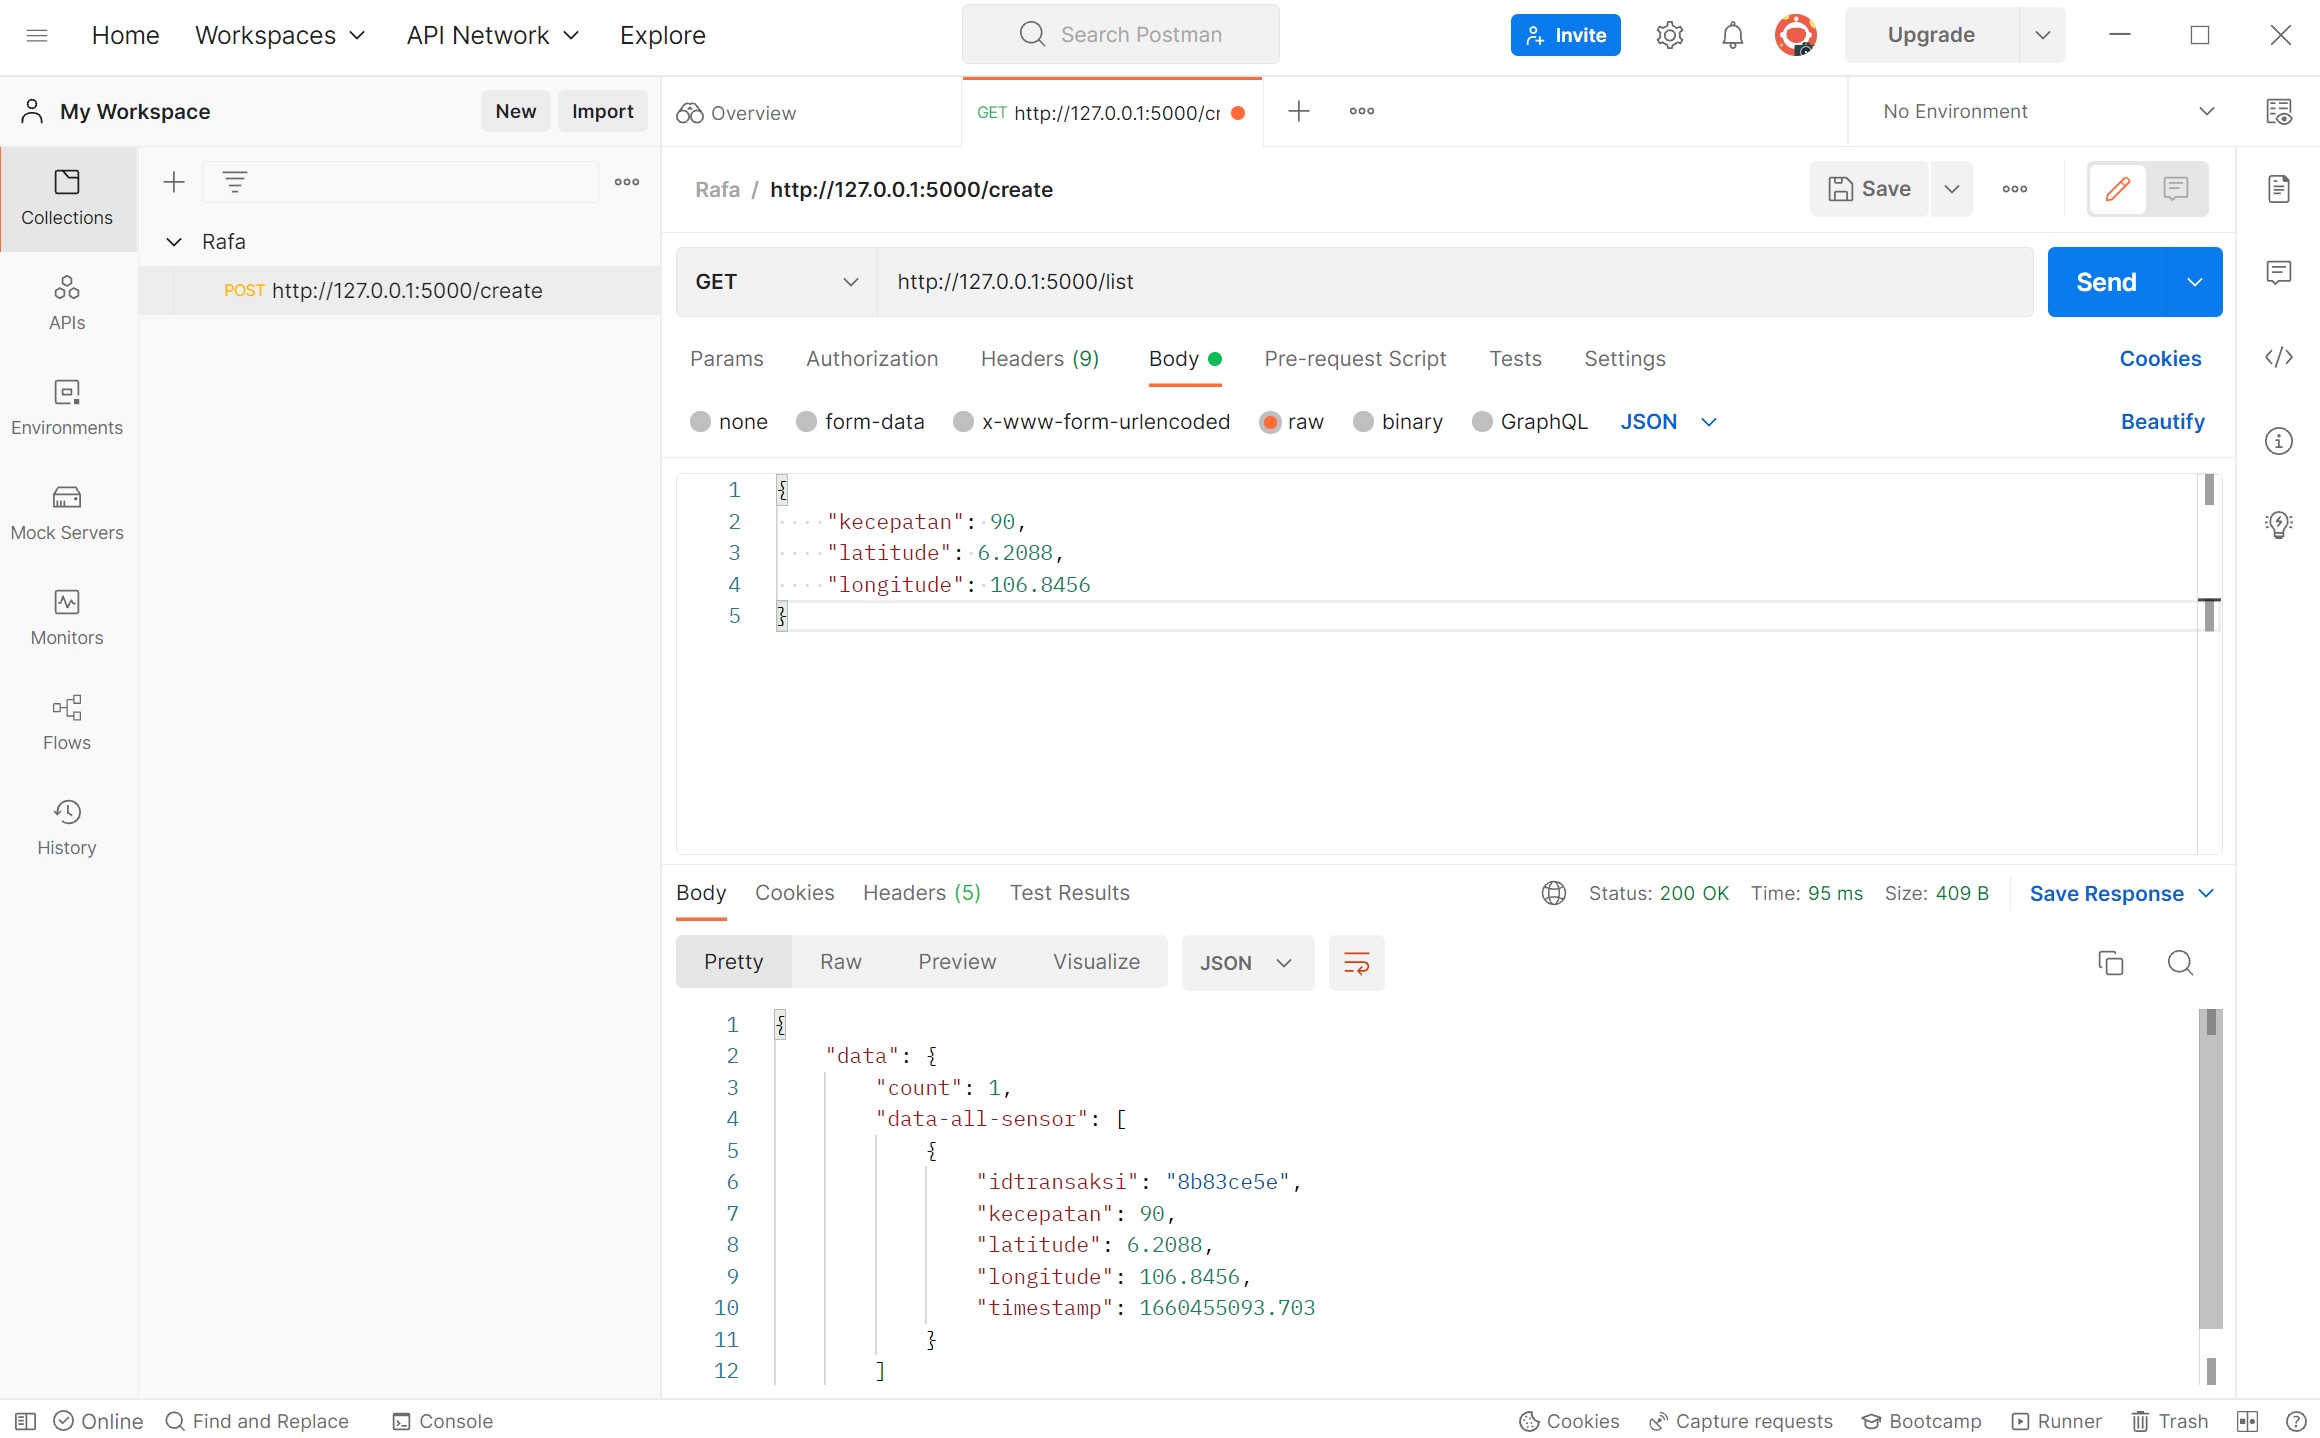 Home Workspaces API Network Explore Search Postman Invite Upgrade
My Workspace New Import Overview GET http://127.0.0.1:5000/cr No Environment
Collections
APIs
Environments
Mock Servers
Monitors
Flows
History
Rafa
POST http://127.0.0.1:5000/create
Rafa / http://127.0.0.1:5000/create Save
GET http://127.0.0.1:5000/list Send
Params Authorization Headers (9) Body Pre-request Script Tests Settings Cookies
none form-data x-www-form-urlencoded raw binary GraphQL JSON Beautify
1 {
2 "kecepatan": 90,
3 "latitude": 6.2088,
4 "longitude": 106.8456
5 }
Body Cookies Headers (5) Test Results Status: 200 OK Time: 95 ms Size: 409 B Save Response
Pretty Raw Preview Visualize JSON
1 {
2 "data": {
3 "count": 1,
4 "data-all-sensor": [
5 {
6 "idtransaksi": "8b83ce5e",
7 "kecepatan": 90,
8 "latitude": 6.2088,
9 "longitude": 106.8456,
10 "timestamp": 1660455093.703
11 }
12 ]
Online Find and Replace Console Cookies Capture requests Bootcamp Runner Trash